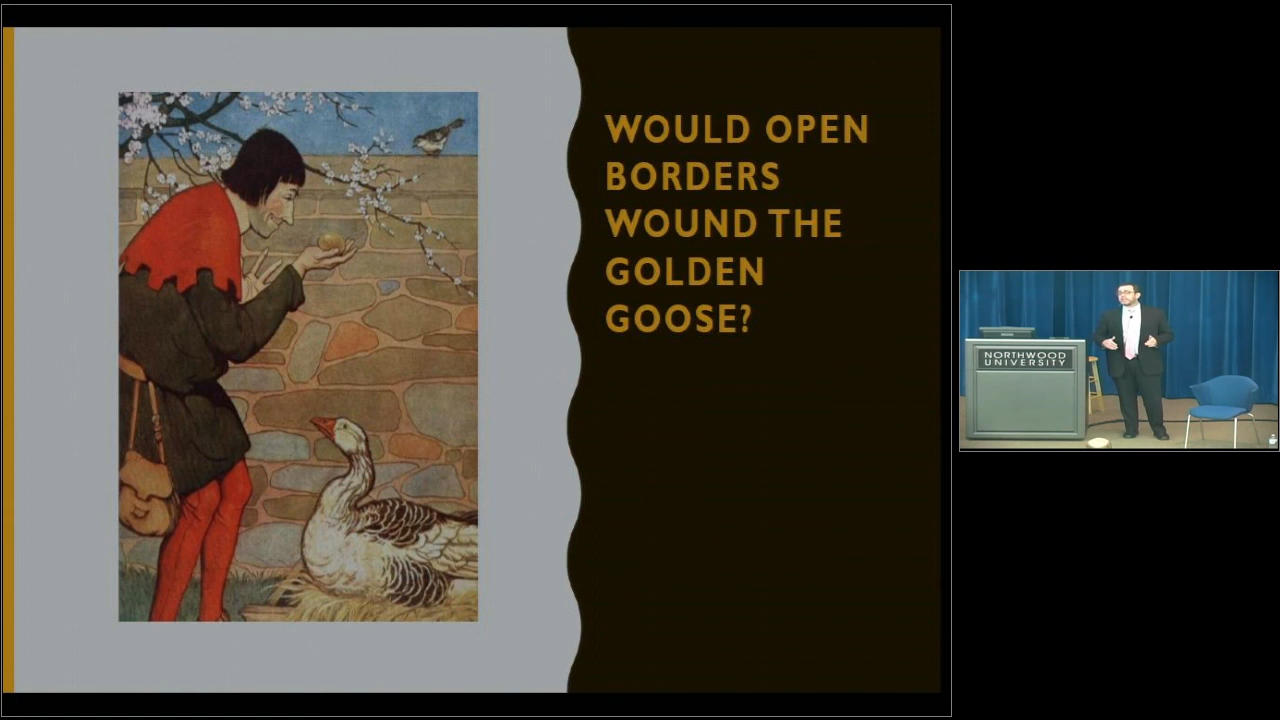 WOULD OPEN
BORDERS
WOUND THE
GOLDEN
GOOSE?
NORTHWOOD
UNIVERSITY